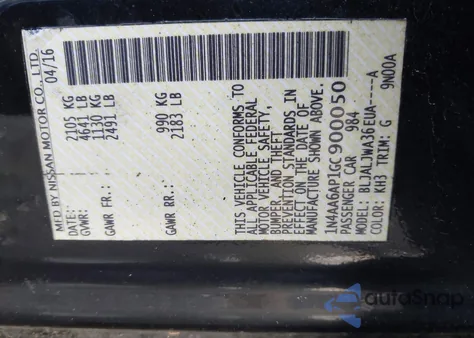 MFD BY NISSAN MOTOR CO., LTD.
DATE: 04/16
GVWR: 2105 KG
4641 LB
GAWR FR: 1130 KG
2491 LB
GAWR RR: 990 KG
2183 LB
THIS VEHICLE CONFORMS TO
ALL APPLICABLE FEDERAL
MOTOR VEHICLE SAFETY,
BUMPER, AND THEFT
PREVENTION STANDARDS IN
EFFECT ON THE DATE OF
MANUFACTURE SHOWN ABOVE.
1N4AA6AP1GC900050
PASSENGER CAR 984
MODEL: BLJALJWA36EUA----A
COLOR: KH3 TRIM: G 9N00A
autoSnap